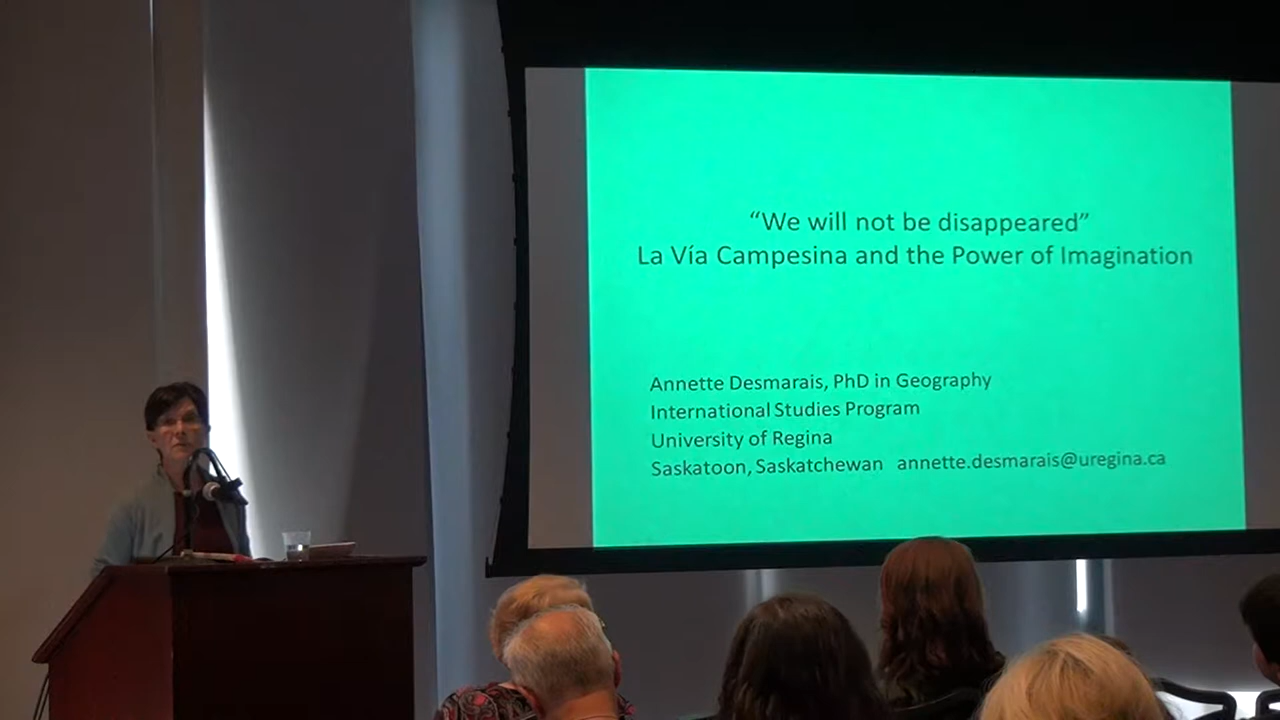 “We will not be disappeared”
La Vía Campesina and the Power of Imagination
Annette Desmarais, PhD in Geography
International Studies Program
University of Regina
Saskatoon, Saskatchewan annette.desmarais@uregina.ca